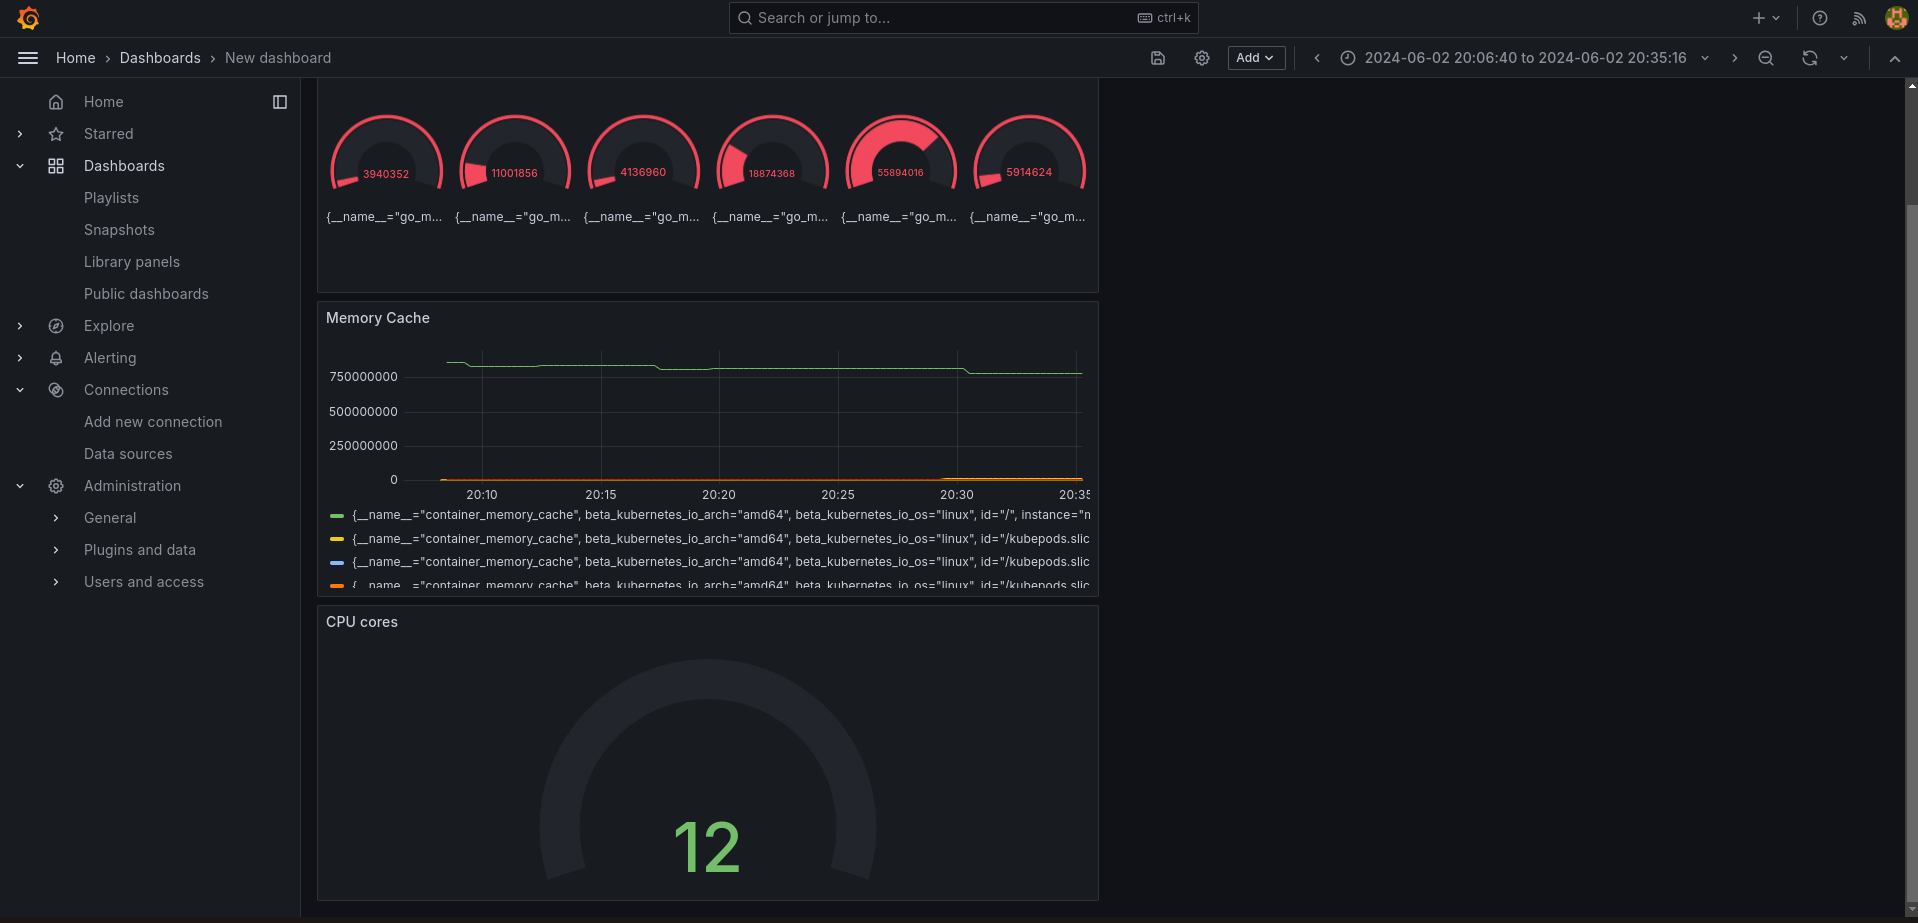 Search or jump to...
ctrl+k
Home
Dashboards
New dashboard
Add
2024-06-02 20:06:40 to 2024-06-02 20:35:16
Home
Starred
Dashboards
Playlists
Snapshots
Library panels
Public dashboards
Explore
Alerting
Connections
Add new connection
Data sources
Administration
General
Plugins and data
Users and access
3940352
11001856
4136960
18874368
55894016
5914624
{__name__="go_m...
{__name__="go_m...
{__name__="go_m...
{__name__="go_m...
{__name__="go_m...
{__name__="go_m...
Memory Cache
750000000
500000000
250000000
0
20:10
20:15
20:20
20:25
20:30
20:35
{__name__="container_memory_cache", beta_kubernetes_io_arch="amd64", beta_kubernetes_io_os="linux", id="/", instance="n
{__name__="container_memory_cache", beta_kubernetes_io_arch="amd64", beta_kubernetes_io_os="linux", id="/kubepods.slic
{__name__="container_memory_cache", beta_kubernetes_io_arch="amd64", beta_kubernetes_io_os="linux", id="/kubepods.slic
{__name__="container_memory_cache", beta_kubernetes_io_arch="amd64", beta_kubernetes_io_os="linux", id="/kubepods.slic
CPU cores
12